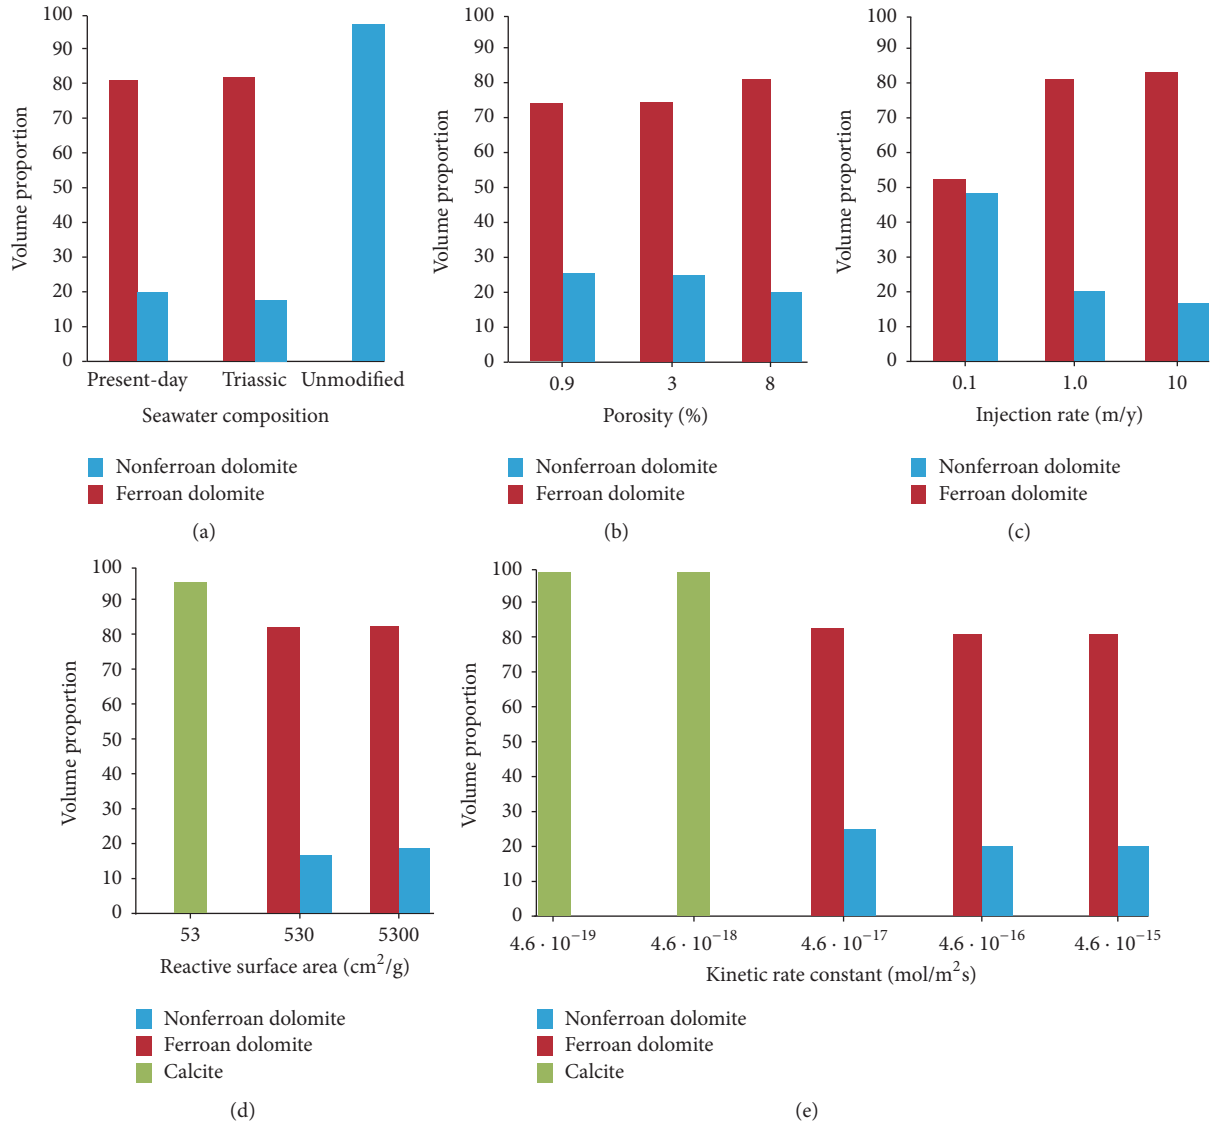 100
90
80
70
60
50
40
30
20
10
0
Volume proportion
Present-day
Triassic
Unmodified
Seawater composition
Nonferroan dolomite
Ferroan dolomite
(a)
100
90
80
70
60
50
40
30
20
10
0
Volume proportion
0.9
3
8
Porosity (%)
Nonferroan dolomite
Ferroan dolomite
(b)
100
90
80
70
60
50
40
30
20
10
0
Volume proportion
0.1
1.0
10
Injection rate (m/y)
Nonferroan dolomite
Ferroan dolomite
(c)
100
90
80
70
60
50
40
30
20
10
0
Volume proportion
53
530
5300
Reactive surface area (cm²/g)
Nonferroan dolomite
Ferroan dolomite
Calcite
(d)
100
90
80
70
60
50
40
30
20
10
0
Volume proportion
4.6 · 10⁻¹⁹
4.6 · 10⁻¹⁸
4.6 · 10⁻¹⁷
4.6 · 10⁻¹⁶
4.6 · 10⁻¹⁵
Kinetic rate constant (mol/m²s)
Nonferroan dolomite
Ferroan dolomite
Calcite
(e)